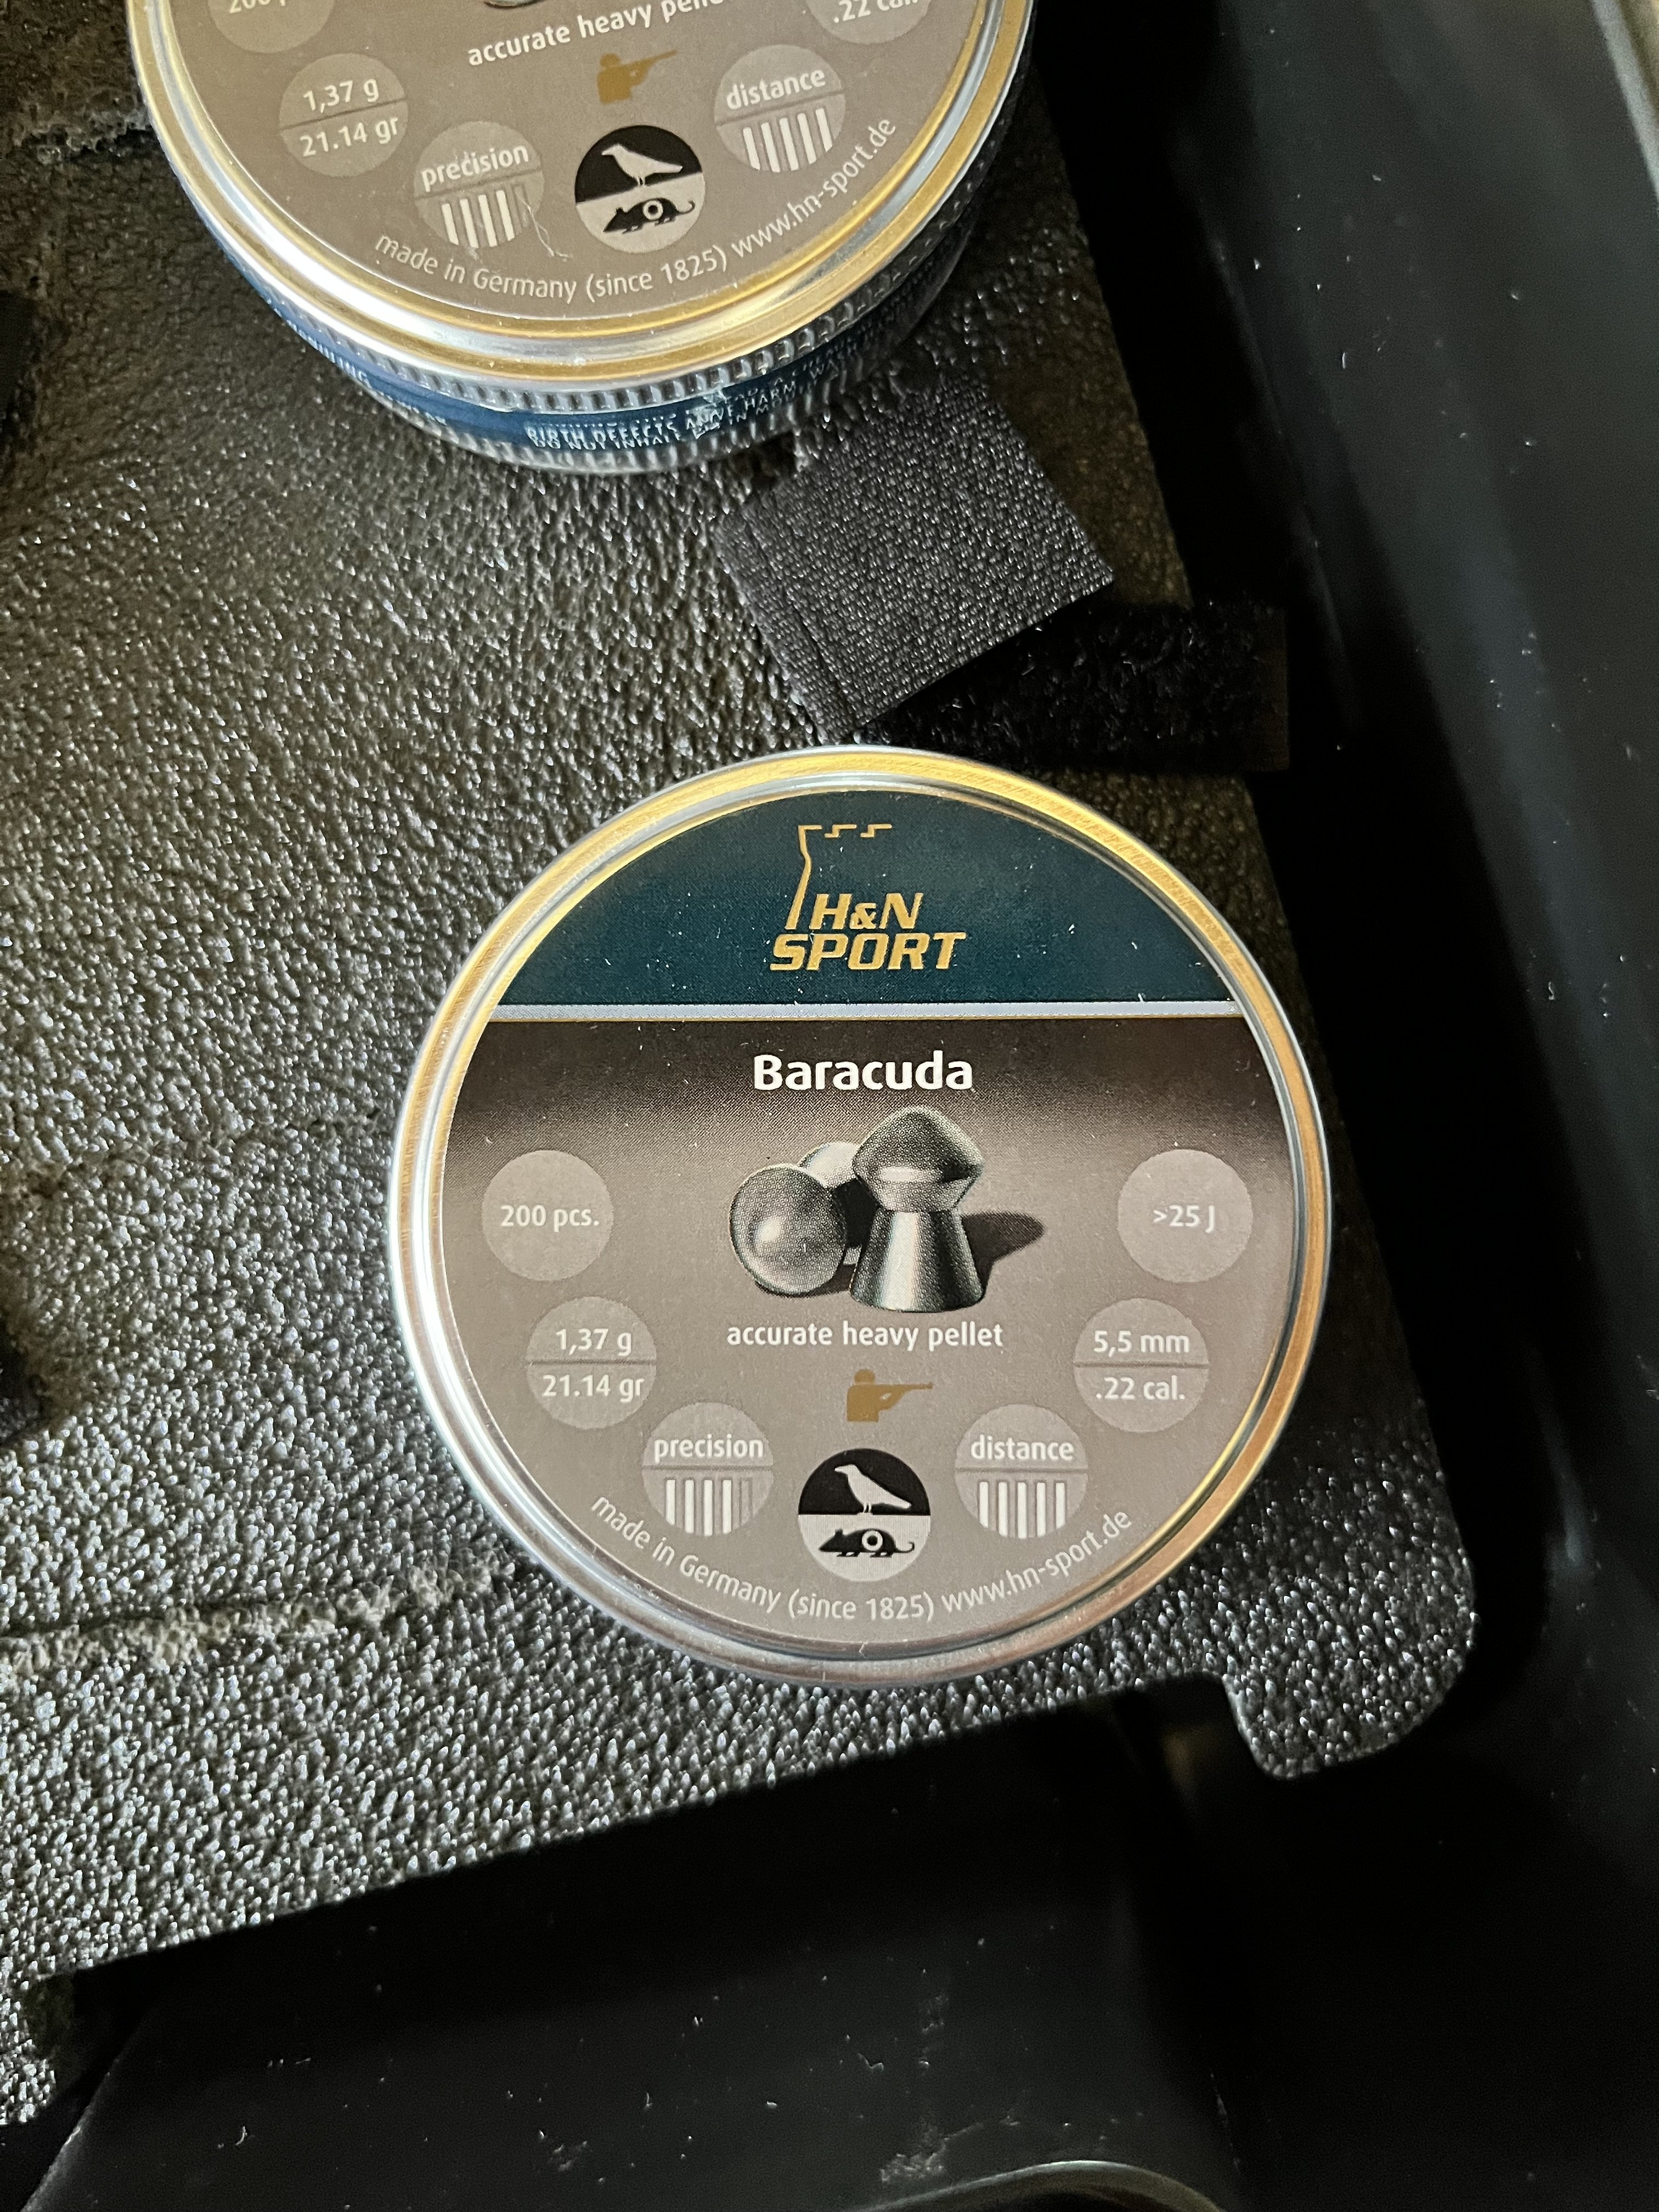 accurate heavy
.22 cal.
1,37 g
21.14 gr
distance
precision
made in Germany (since 1825) www.hn-sport.de
BIRTH DEFECTS
H&N
SPORT
Baracuda
200 pcs.
>25 J
accurate heavy pellet
1,37 g
21.14 gr
5,5 mm
.22 cal.
precision
distance
made in Germany (since 1825) www.hn-sport.de